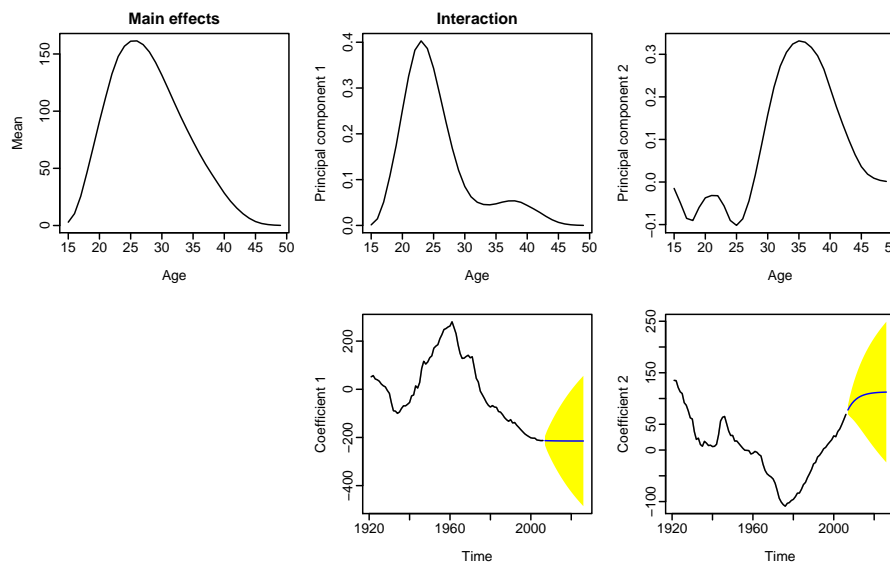 Main effects
Interaction
Mean
0
50
100
150
15 20 25 30 35 40 45 50
Age
Principal component 1
0.0
0.1
0.2
0.3
0.4
15 20 25 30 35 40 45 50
Age
Principal component 2
−0.1
0.0
0.1
0.2
0.3
15 20 25 30 35 40 45 50
Age
Coefficient 1
−400
−200
0
200
1920 1960 2000
Time
Coefficient 2
−100
0
50
150
250
1920 1960 2000
Time